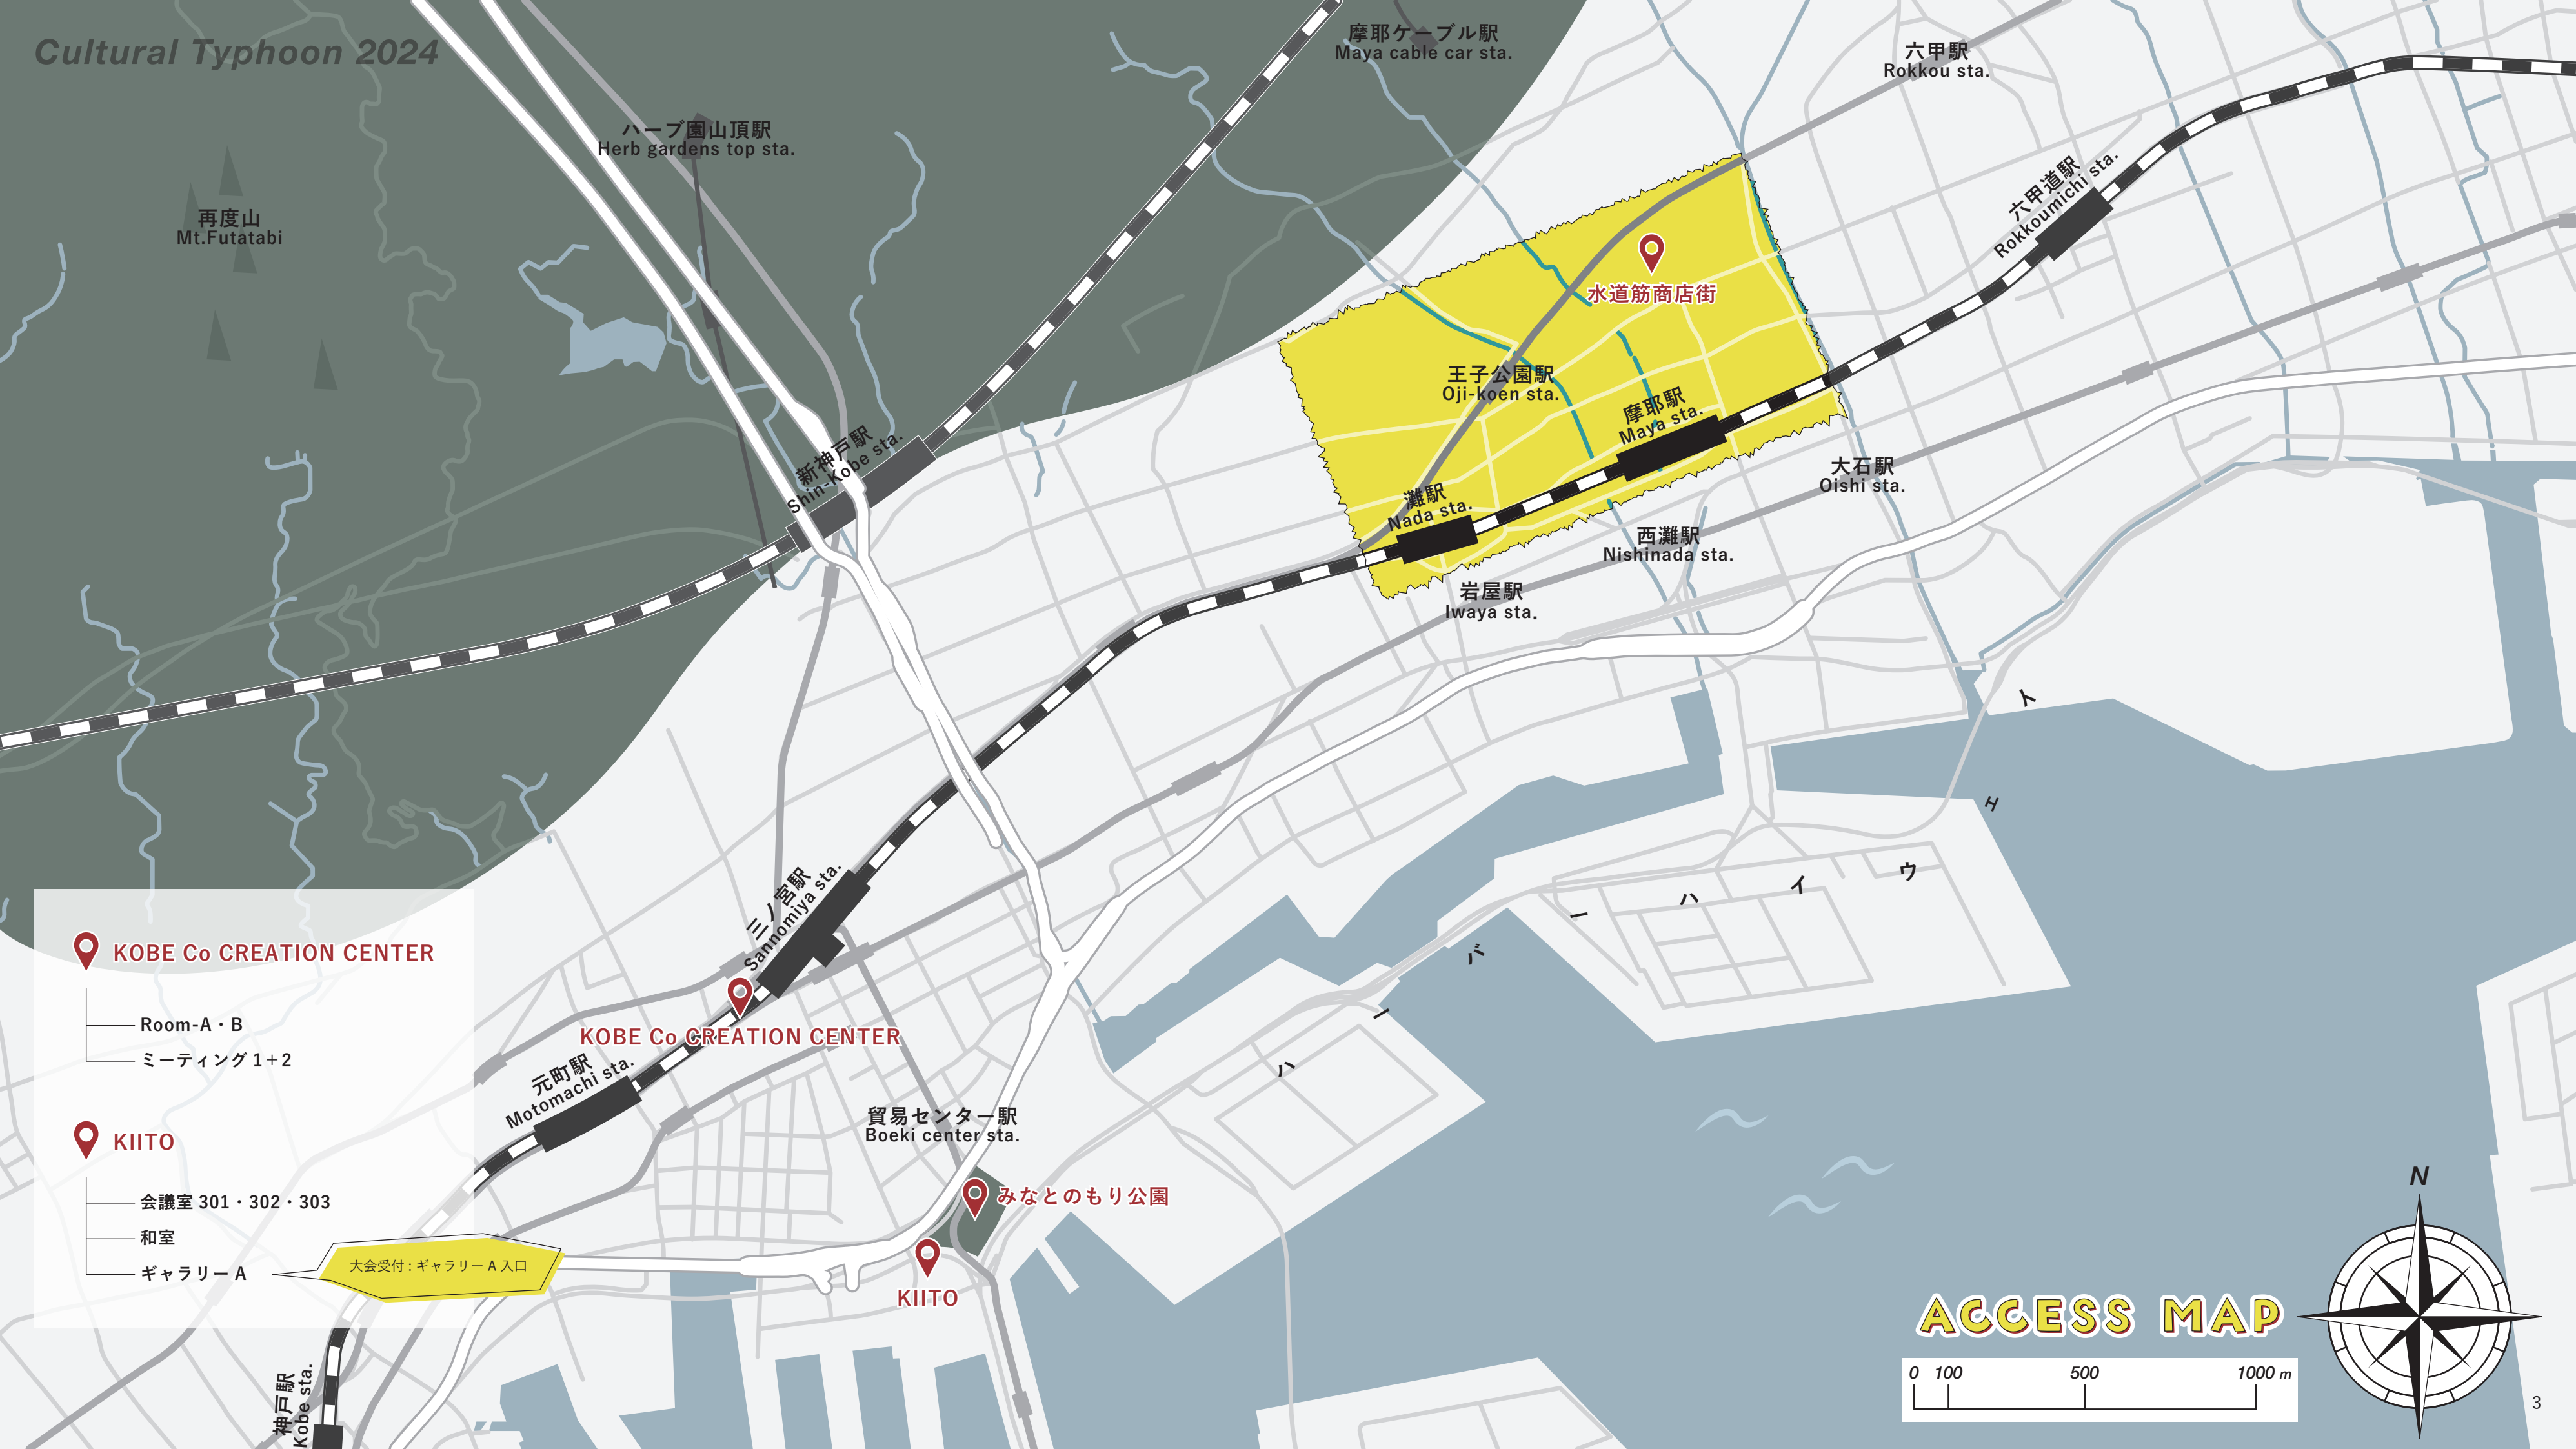 Cultural Typhoon 2024
摩耶ケーブル駅
Maya cable car sta.
六甲駅
Rokkou sta.
ハーブ園山頂駅
Herb gardens top sta.
再度山
Mt.Futatabi
六甲道駅
Rokkoumichi sta.
水道筋商店街
王子公園駅
Oji-koen sta.
摩耶駅
Maya sta.
新神戸駅
Shin-Kobe sta.
灘駅
Nada sta.
大石駅
Oishi sta.
西灘駅
Nishinada sta.
岩屋駅
Iwaya sta.
三ノ宮駅
Sannomiya sta.
ハーバーハイウェイ
KOBE Co CREATION CENTER
元町駅
Motomachi sta.
貿易センター駅
Boeki center sta.
みなとのもり公園
KIITO
神戸駅
Kobe sta.
KOBE Co CREATION CENTER
Room-A・B
ミーティング 1＋2
KIITO
会議室 301・302・303
和室
ギャラリー A
大会受付 : ギャラリー A 入口
N
ACCESS MAP
0 100 500 1000 m
3